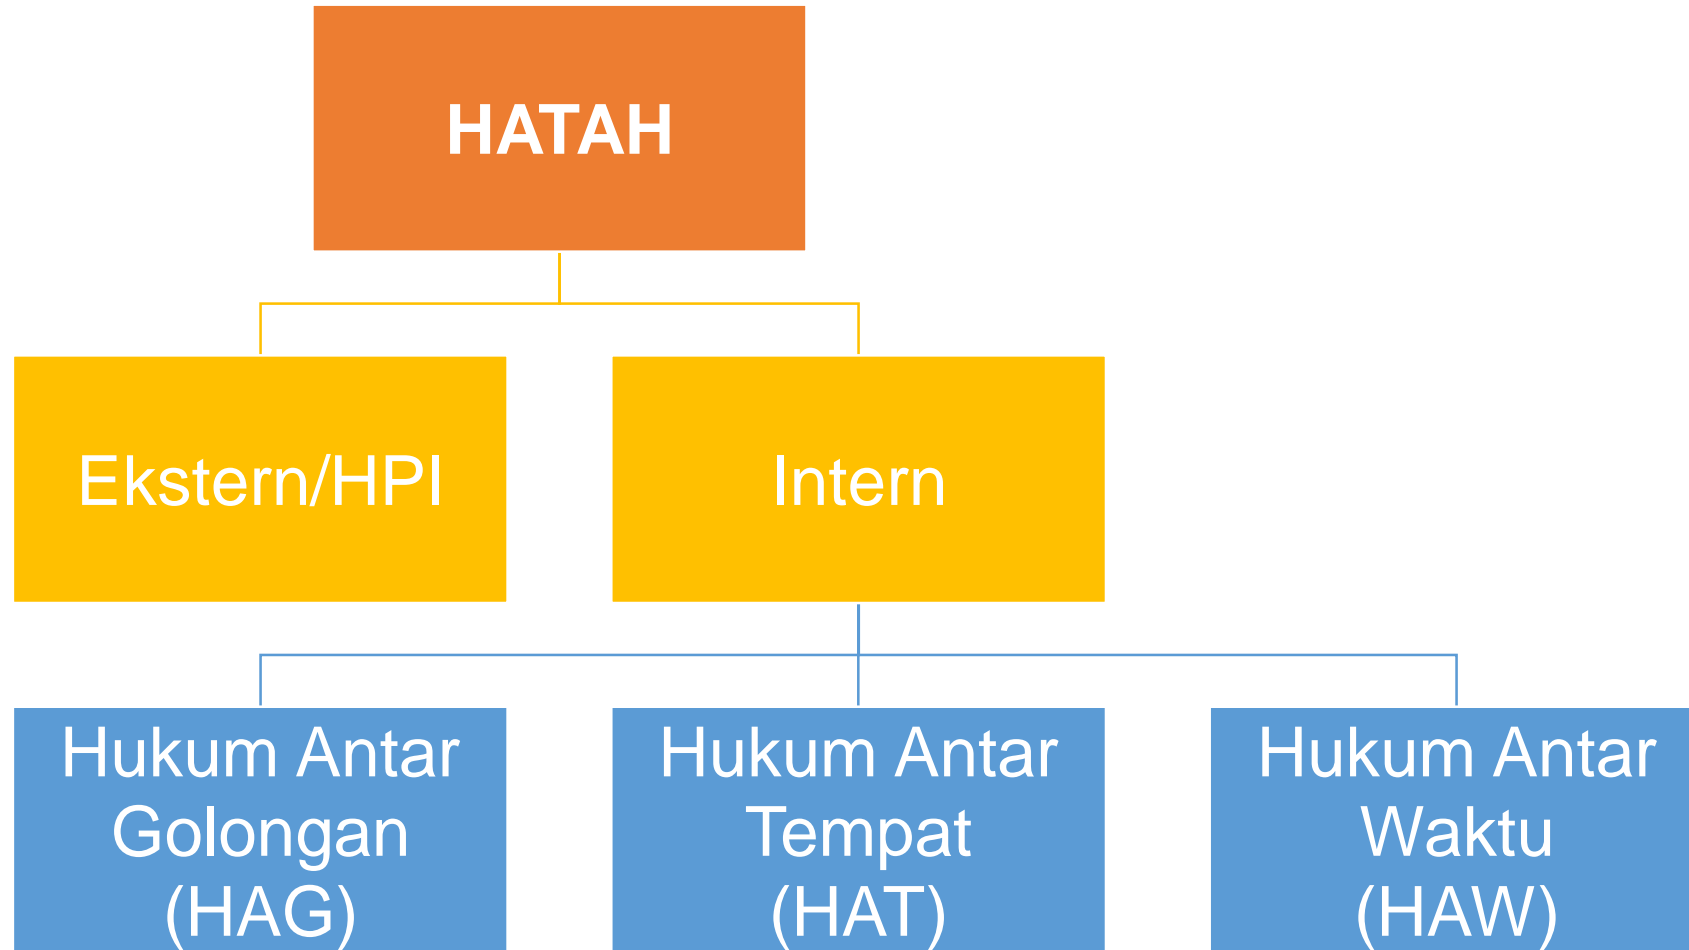 HATAH
Ekstern/HPI
Intern
Hukum Antar
Golongan
(HAG)
Hukum Antar
Tempat
(HAT)
Hukum Antar
Waktu
(HAW)